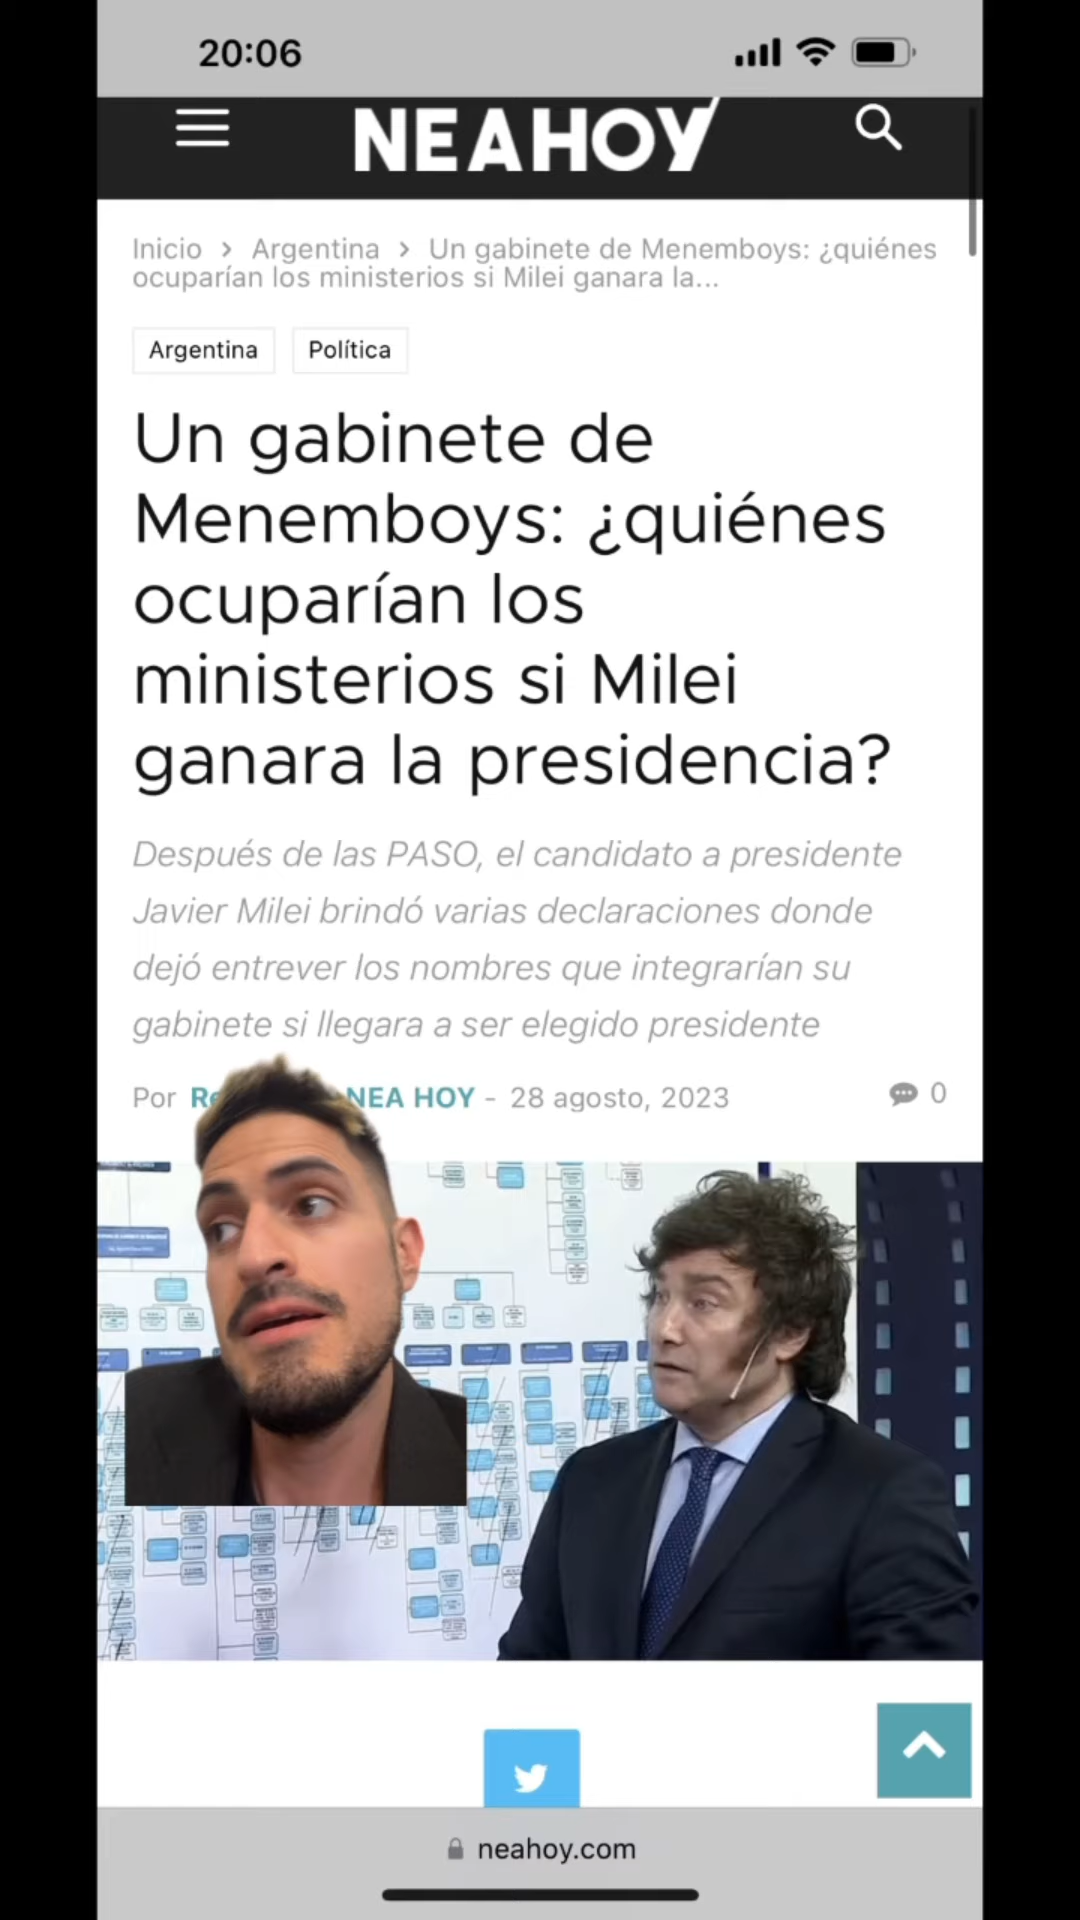 20:06
NEAHOY
Inicio > Argentina > Un gabinete de Menemboys: ¿quiénes
ocuparían los ministerios si Milei ganara la...
Argentina Política
Un gabinete de
Menemboys: ¿quiénes
ocuparían los
ministerios si Milei
ganara la presidencia?
Después de las PASO, el candidato a presidente
Javier Milei brindó varias declaraciones donde
dejó entrever los nombres que integrarían su
gabinete si llegara a ser elegido presidente
Por NEA HOY - 28 agosto, 2023 0
neahoy.com